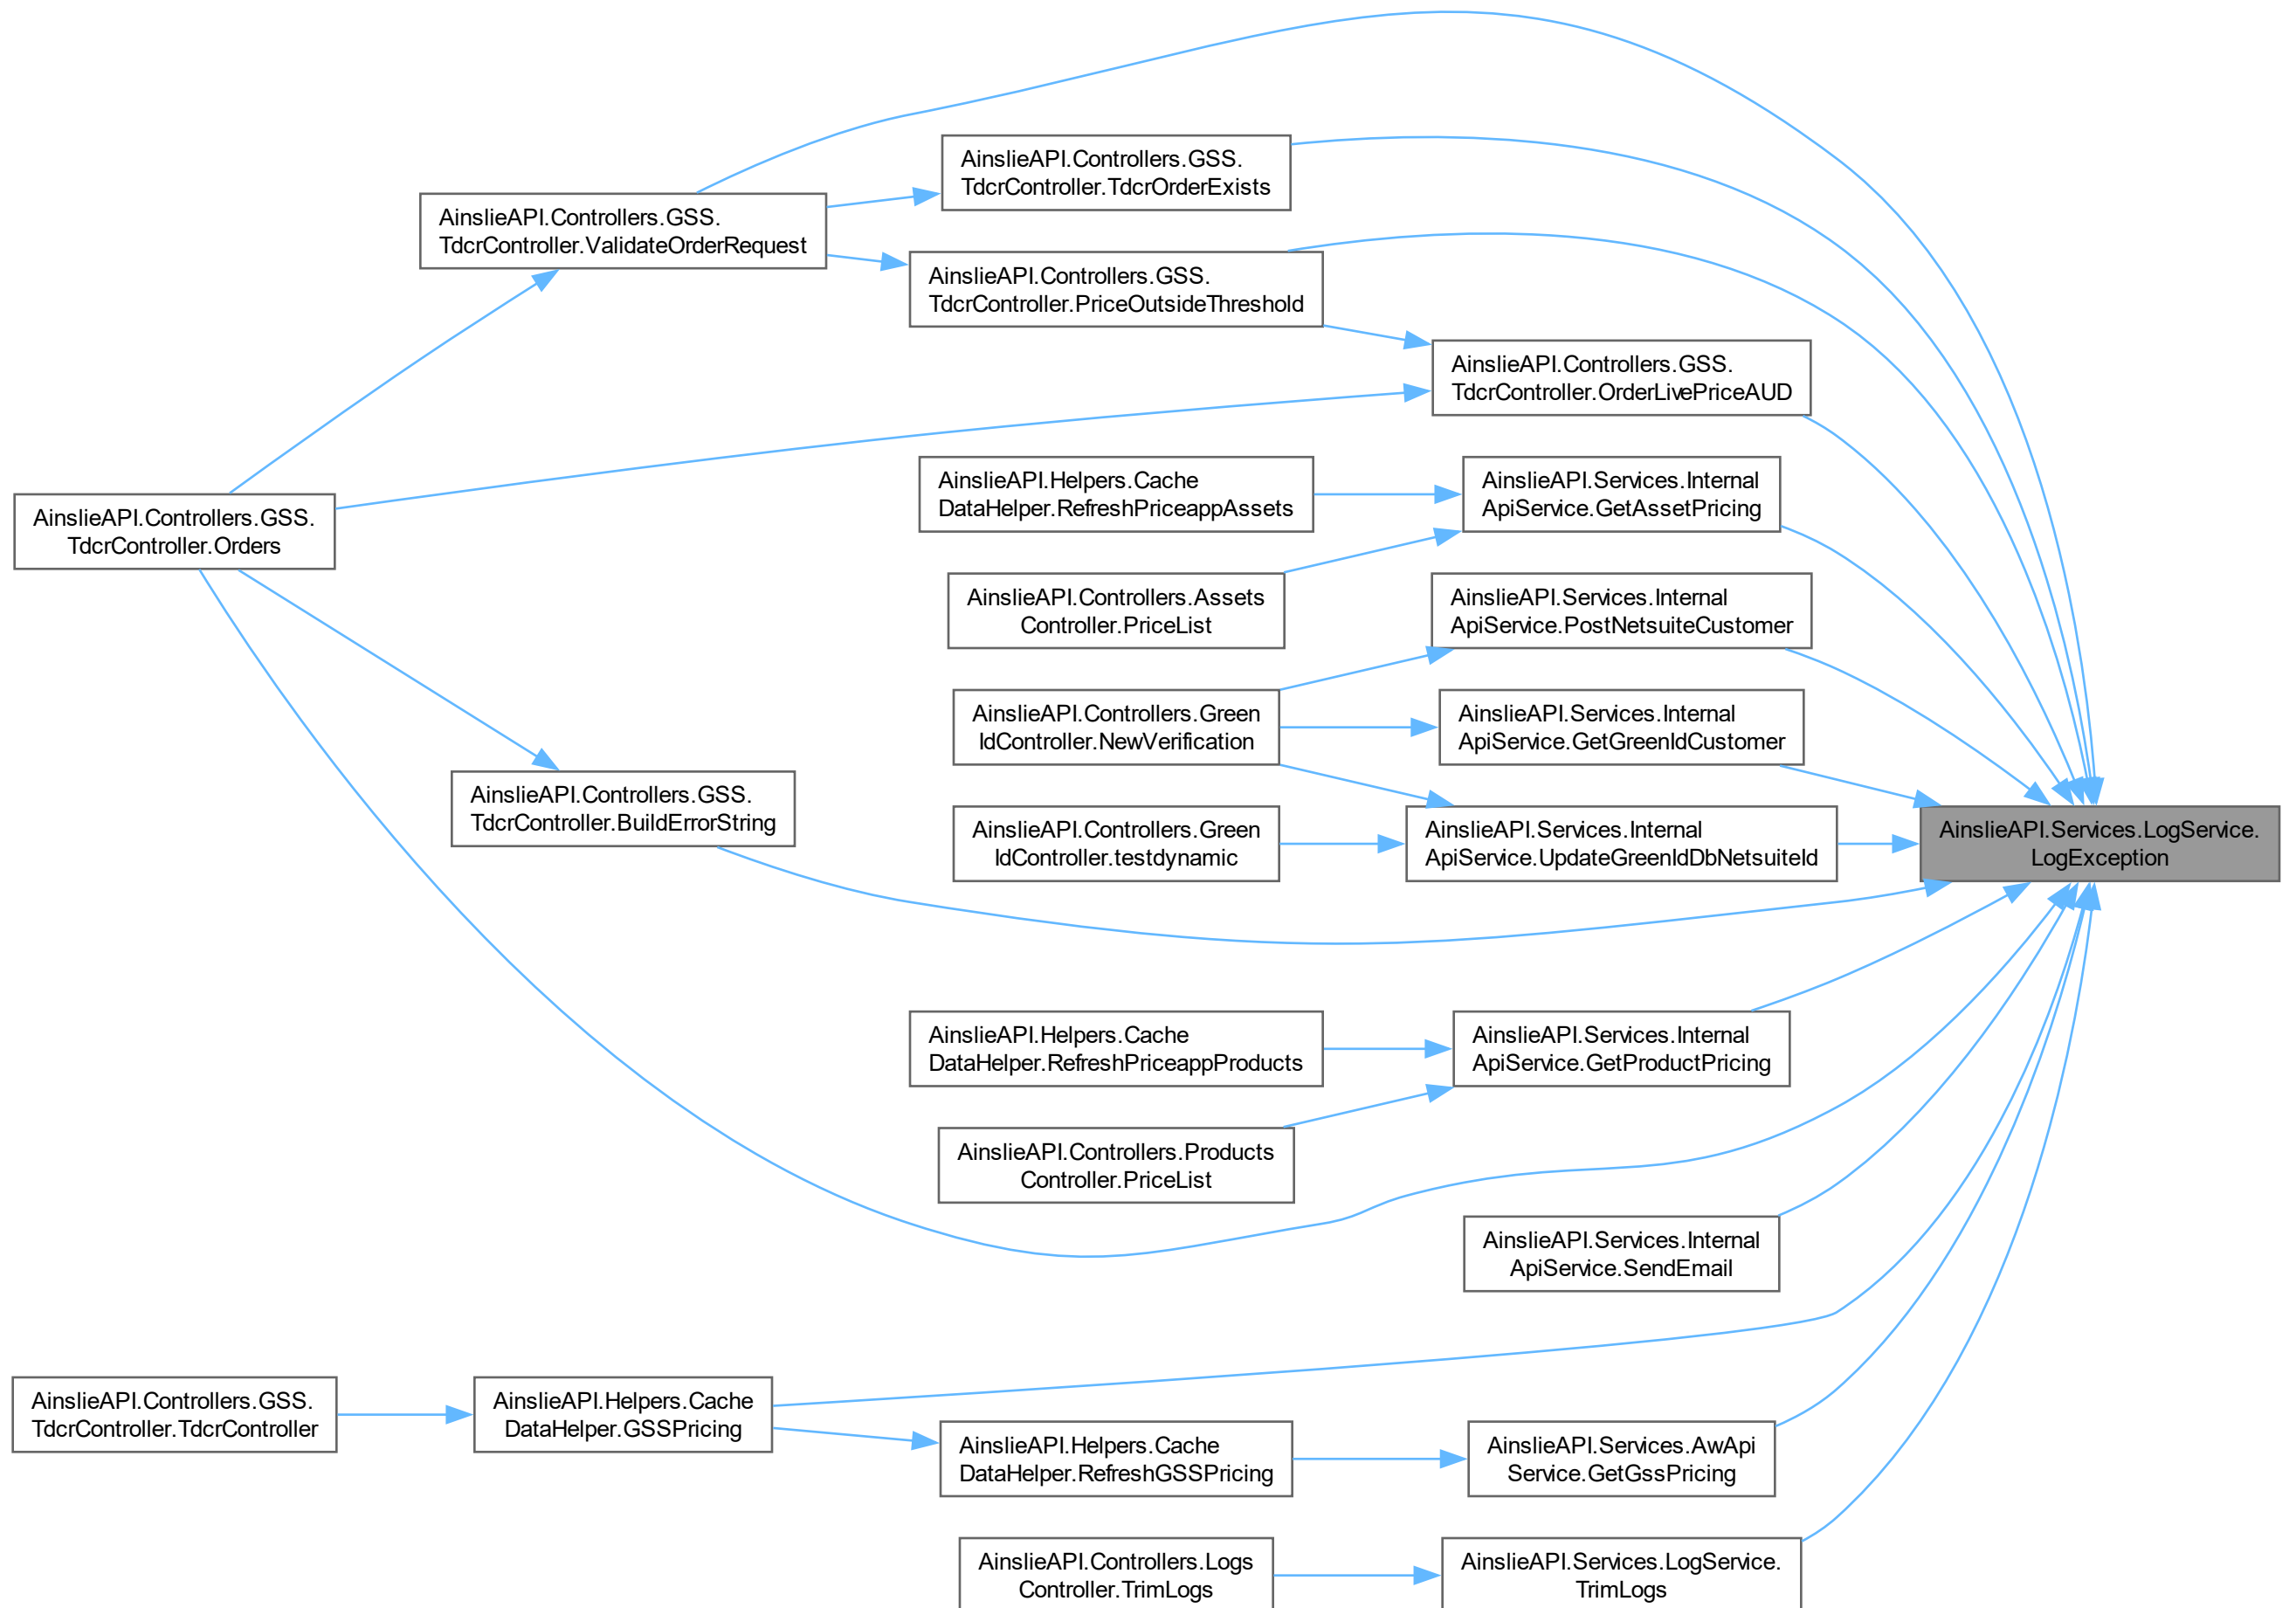 AinslieAPI.Controllers.GSS.
TdcrController.TdcrOrderExists
AinslieAPI.Controllers.GSS.
TdcrController.ValidateOrderRequest
AinslieAPI.Controllers.GSS.
TdcrController.PriceOutsideThreshold
AinslieAPI.Controllers.GSS.
TdcrController.OrderLivePriceAUD
AinslieAPI.Helpers.Cache
DataHelper.RefreshPriceappAssets
AinslieAPI.Services.Internal
ApiService.GetAssetPricing
AinslieAPI.Controllers.GSS.
TdcrController.Orders
AinslieAPI.Controllers.Assets
Controller.PriceList
AinslieAPI.Services.Internal
ApiService.PostNetsuiteCustomer
AinslieAPI.Controllers.Green
IdController.NewVerification
AinslieAPI.Services.Internal
ApiService.GetGreenIdCustomer
AinslieAPI.Controllers.GSS.
TdcrController.BuildErrorString
AinslieAPI.Controllers.Green
IdController.testdynamic
AinslieAPI.Services.Internal
ApiService.UpdateGreenIdDbNetsuiteId
AinslieAPI.Services.LogService.
LogException
AinslieAPI.Helpers.Cache
DataHelper.RefreshPriceappProducts
AinslieAPI.Services.Internal
ApiService.GetProductPricing
AinslieAPI.Controllers.Products
Controller.PriceList
AinslieAPI.Services.Internal
ApiService.SendEmail
AinslieAPI.Controllers.GSS.
TdcrController.TdcrController
AinslieAPI.Helpers.Cache
DataHelper.GSSPricing
AinslieAPI.Helpers.Cache
DataHelper.RefreshGSSPricing
AinslieAPI.Services.AwApi
Service.GetGssPricing
AinslieAPI.Controllers.Logs
Controller.TrimLogs
AinslieAPI.Services.LogService.
TrimLogs